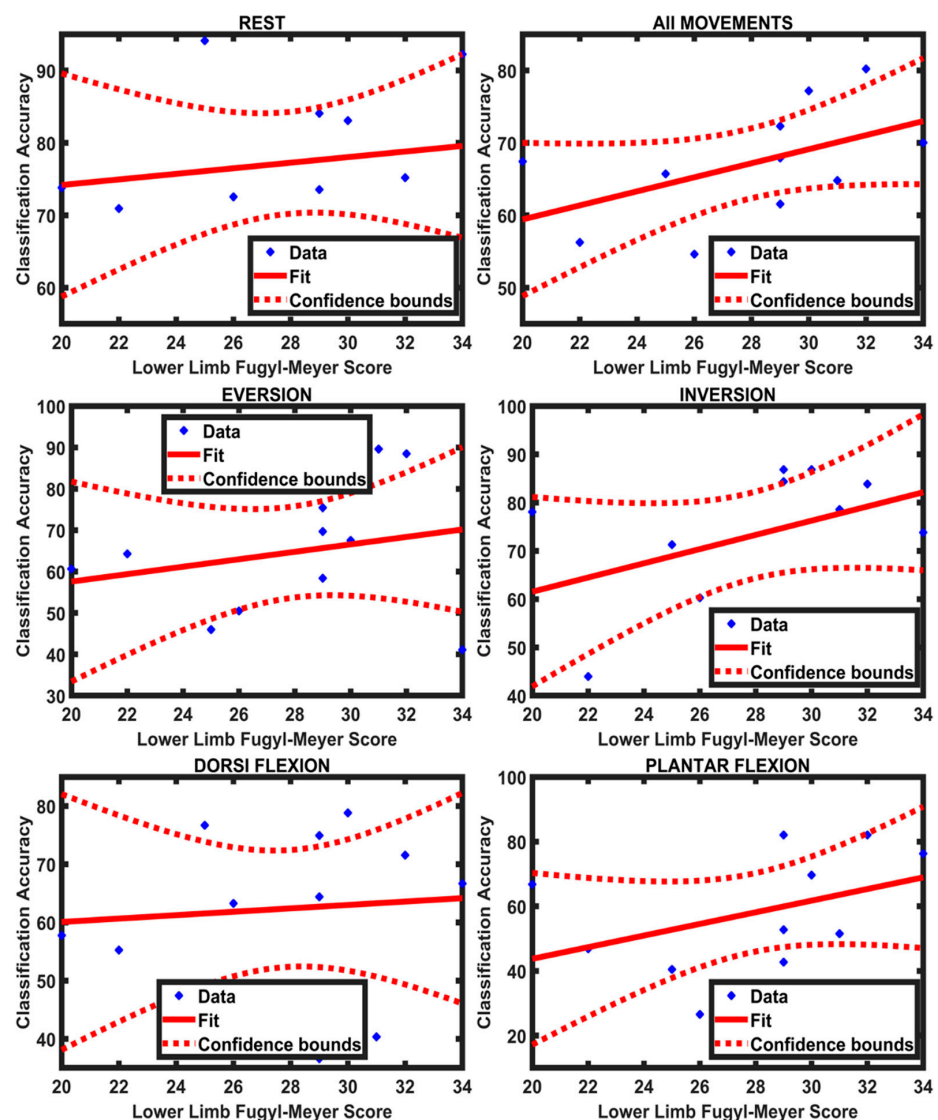 REST
90
80
70
60
Classification Accuracy
Data
Fit
Confidence bounds
20 22 24 26 28 30 32 34
Lower Limb Fugyl-Meyer Score
All MOVEMENTS
80
70
60
50
Classification Accuracy
Data
Fit
Confidence bounds
20 22 24 26 28 30 32 34
Lower Limb Fugyl-Meyer Score
EVERSION
100
90
80
70
60
50
40
30
Classification Accuracy
Data
Fit
Confidence bounds
20 22 24 26 28 30 32 34
Lower Limb Fugyl-Meyer Score
INVERSION
100
90
80
70
60
50
40
Classification Accuracy
Data
Fit
Confidence bounds
20 22 24 26 28 30 32 34
Lower Limb Fugyl-Meyer Score
DORSI FLEXION
80
70
60
50
40
Classification Accuracy
Data
Fit
Confidence bounds
20 22 24 26 28 30 32 34
Lower Limb Fugyl-Meyer Score
PLANTAR FLEXION
100
80
60
40
20
Classification Accuracy
Data
Fit
Confidence bounds
20 22 24 26 28 30 32 34
Lower Limb Fugyl-Meyer Score